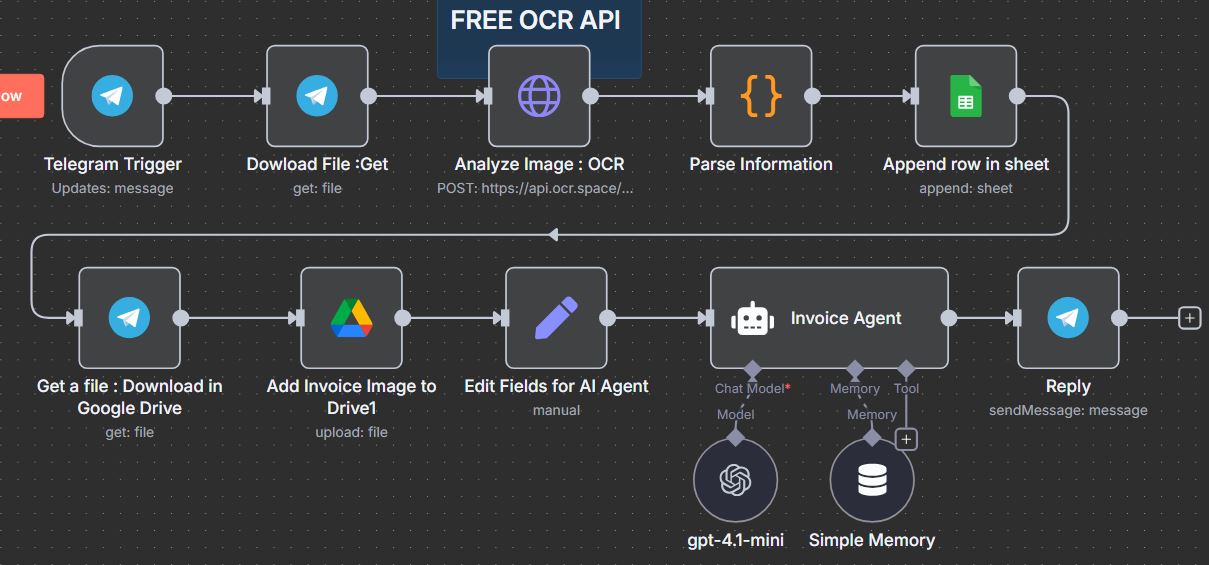 FREE OCR API
ow
Telegram Trigger
Updates: message
Dowload File :Get
get: file
Analyze Image : OCR
POST: https://api.ocr.space/...
Parse Information
Append row in sheet
append: sheet
Get a file : Download in
Google Drive
get: file
Add Invoice Image to
Drive1
upload: file
Edit Fields for AI Agent
manual
Invoice Agent
Chat Model*
Memory
Tool
Model
Memory
gpt-4.1-mini
Simple Memory
Reply
sendMessage: message